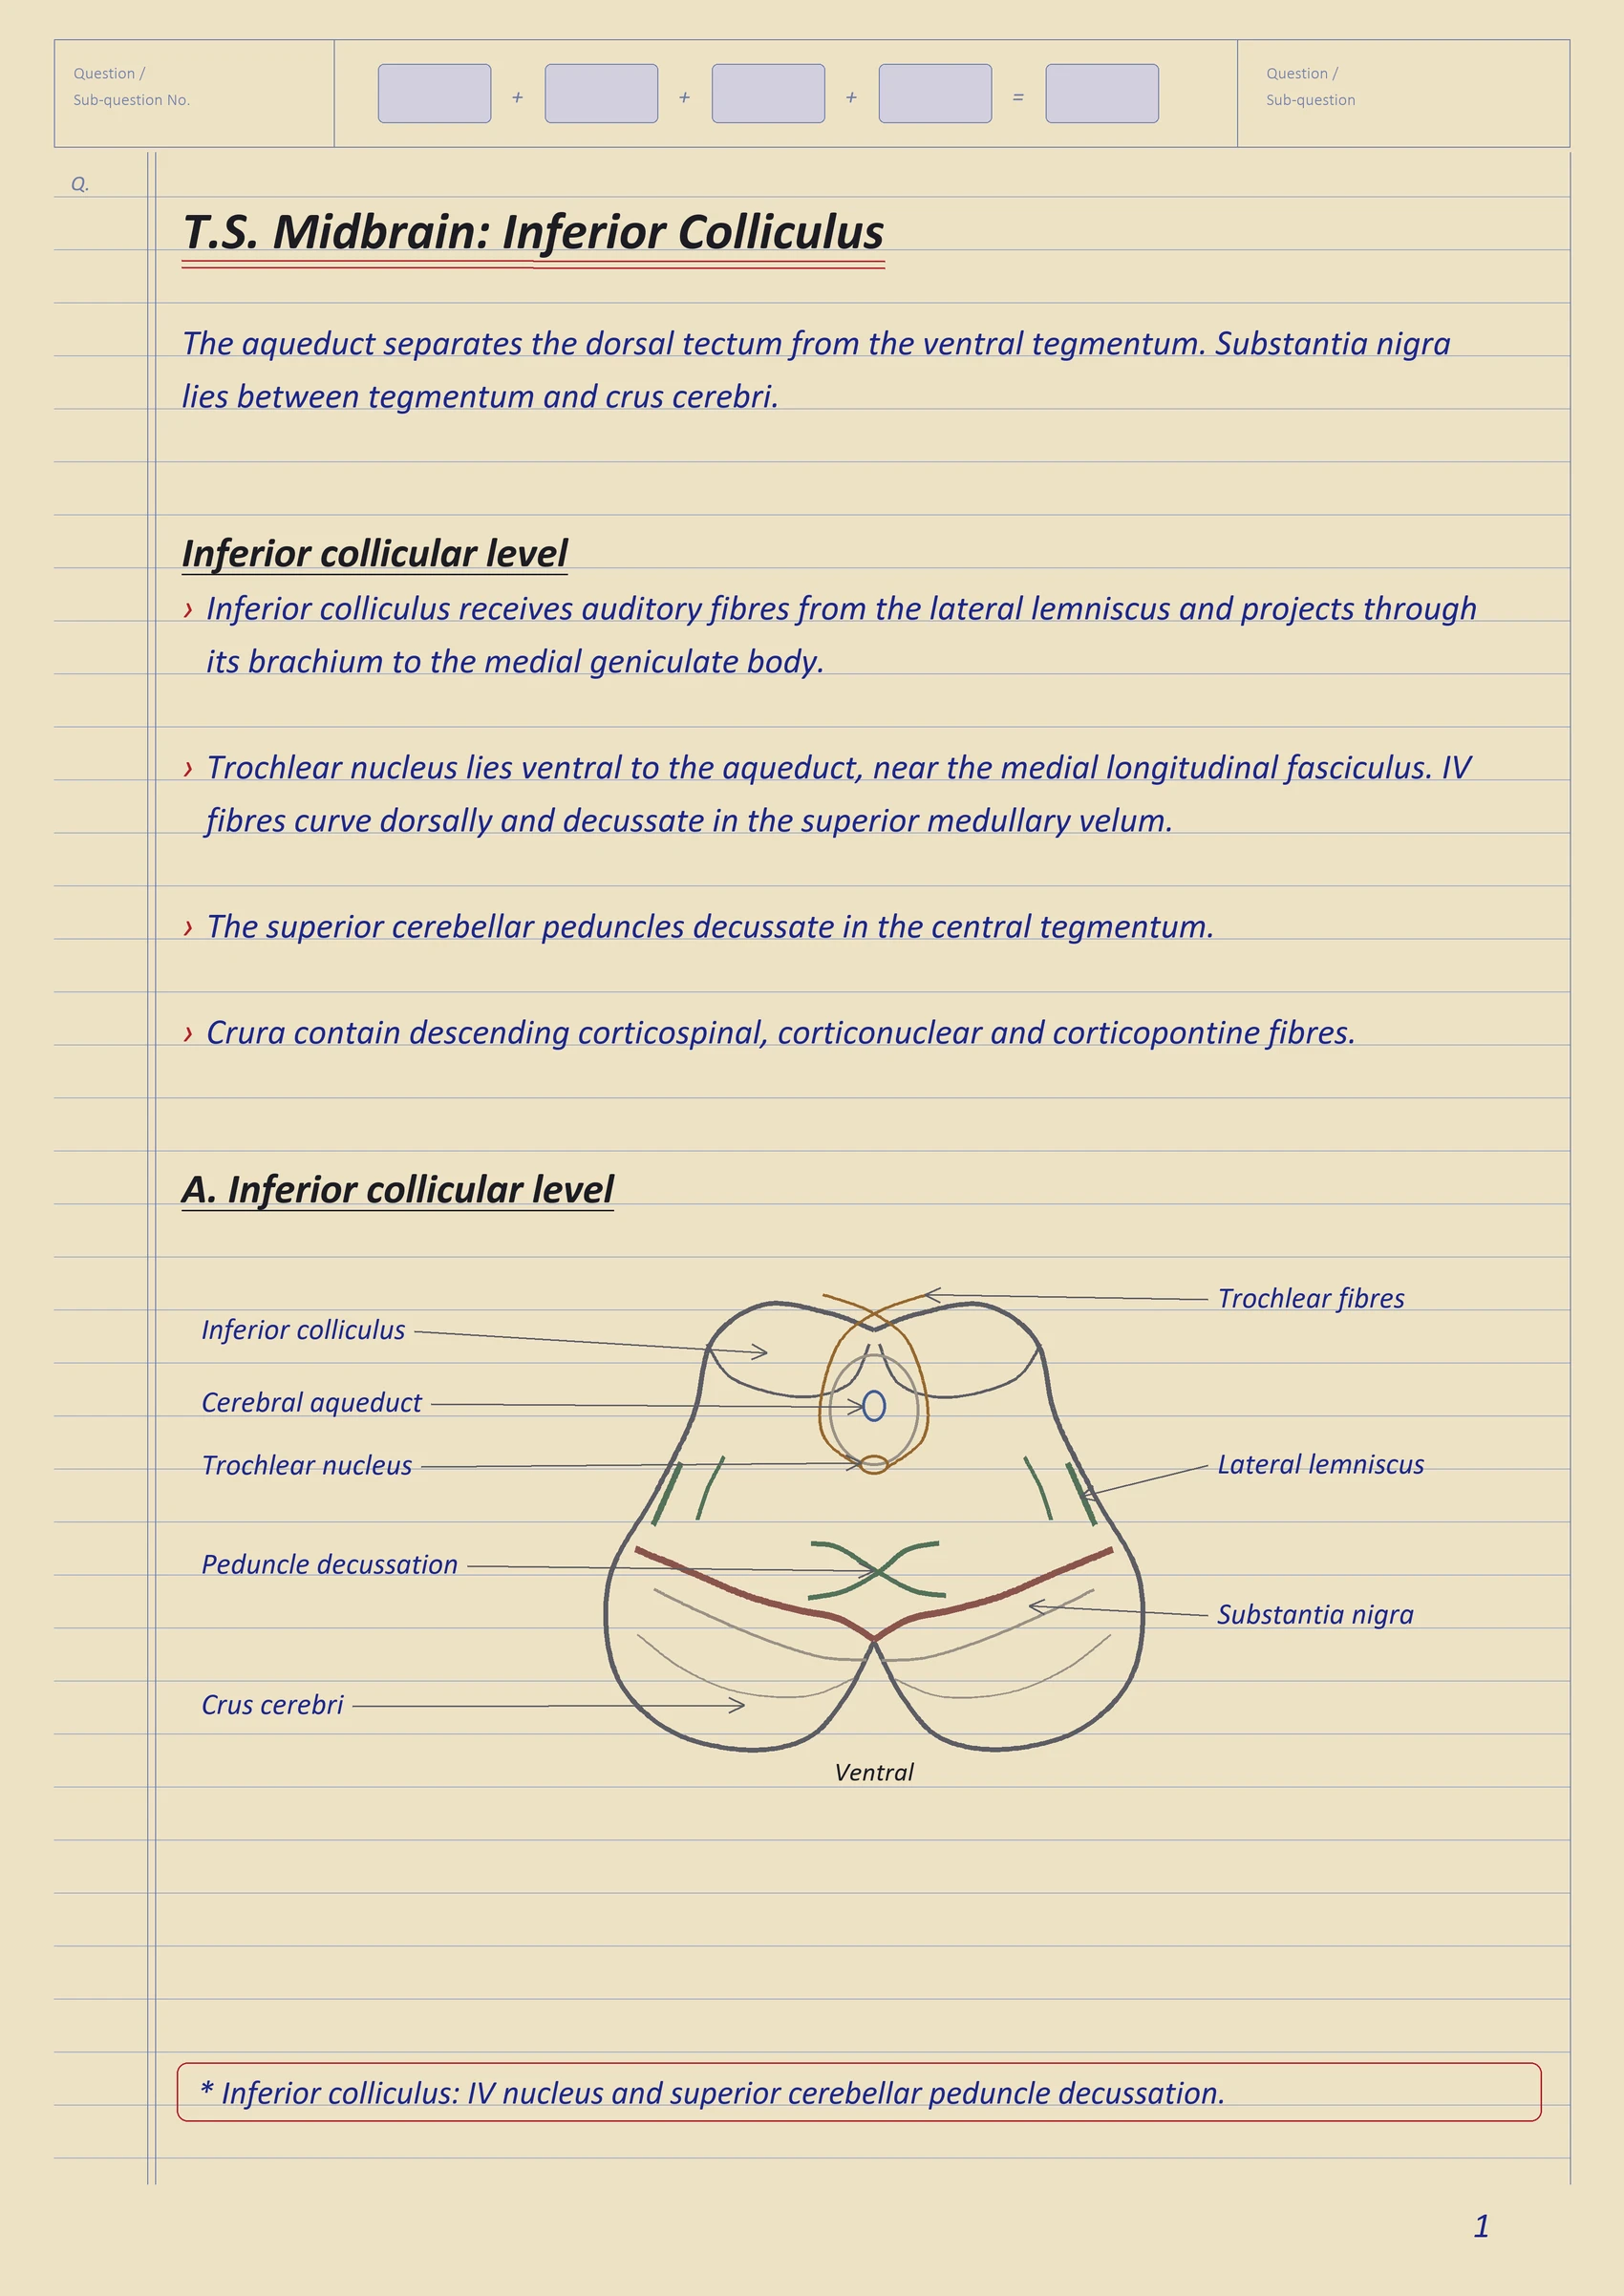 Question /
Sub-question No.
+ + + =
Question /
Sub-question
Q.
T.S. Midbrain: Inferior Colliculus
The aqueduct separates the dorsal tectum from the ventral tegmentum. Substantia nigra
lies between tegmentum and crus cerebri.
Inferior collicular level
› Inferior colliculus receives auditory fibres from the lateral lemniscus and projects through
its brachium to the medial geniculate body.
› Trochlear nucleus lies ventral to the aqueduct, near the medial longitudinal fasciculus. IV
fibres curve dorsally and decussate in the superior medullary velum.
› The superior cerebellar peduncles decussate in the central tegmentum.
› Crura contain descending corticospinal, corticonuclear and corticopontine fibres.
A. Inferior collicular level
Trochlear fibres
Inferior colliculus
Cerebral aqueduct
Trochlear nucleus
Lateral lemniscus
Peduncle decussation
Substantia nigra
Crus cerebri
Ventral
* Inferior colliculus: IV nucleus and superior cerebellar peduncle decussation.
1